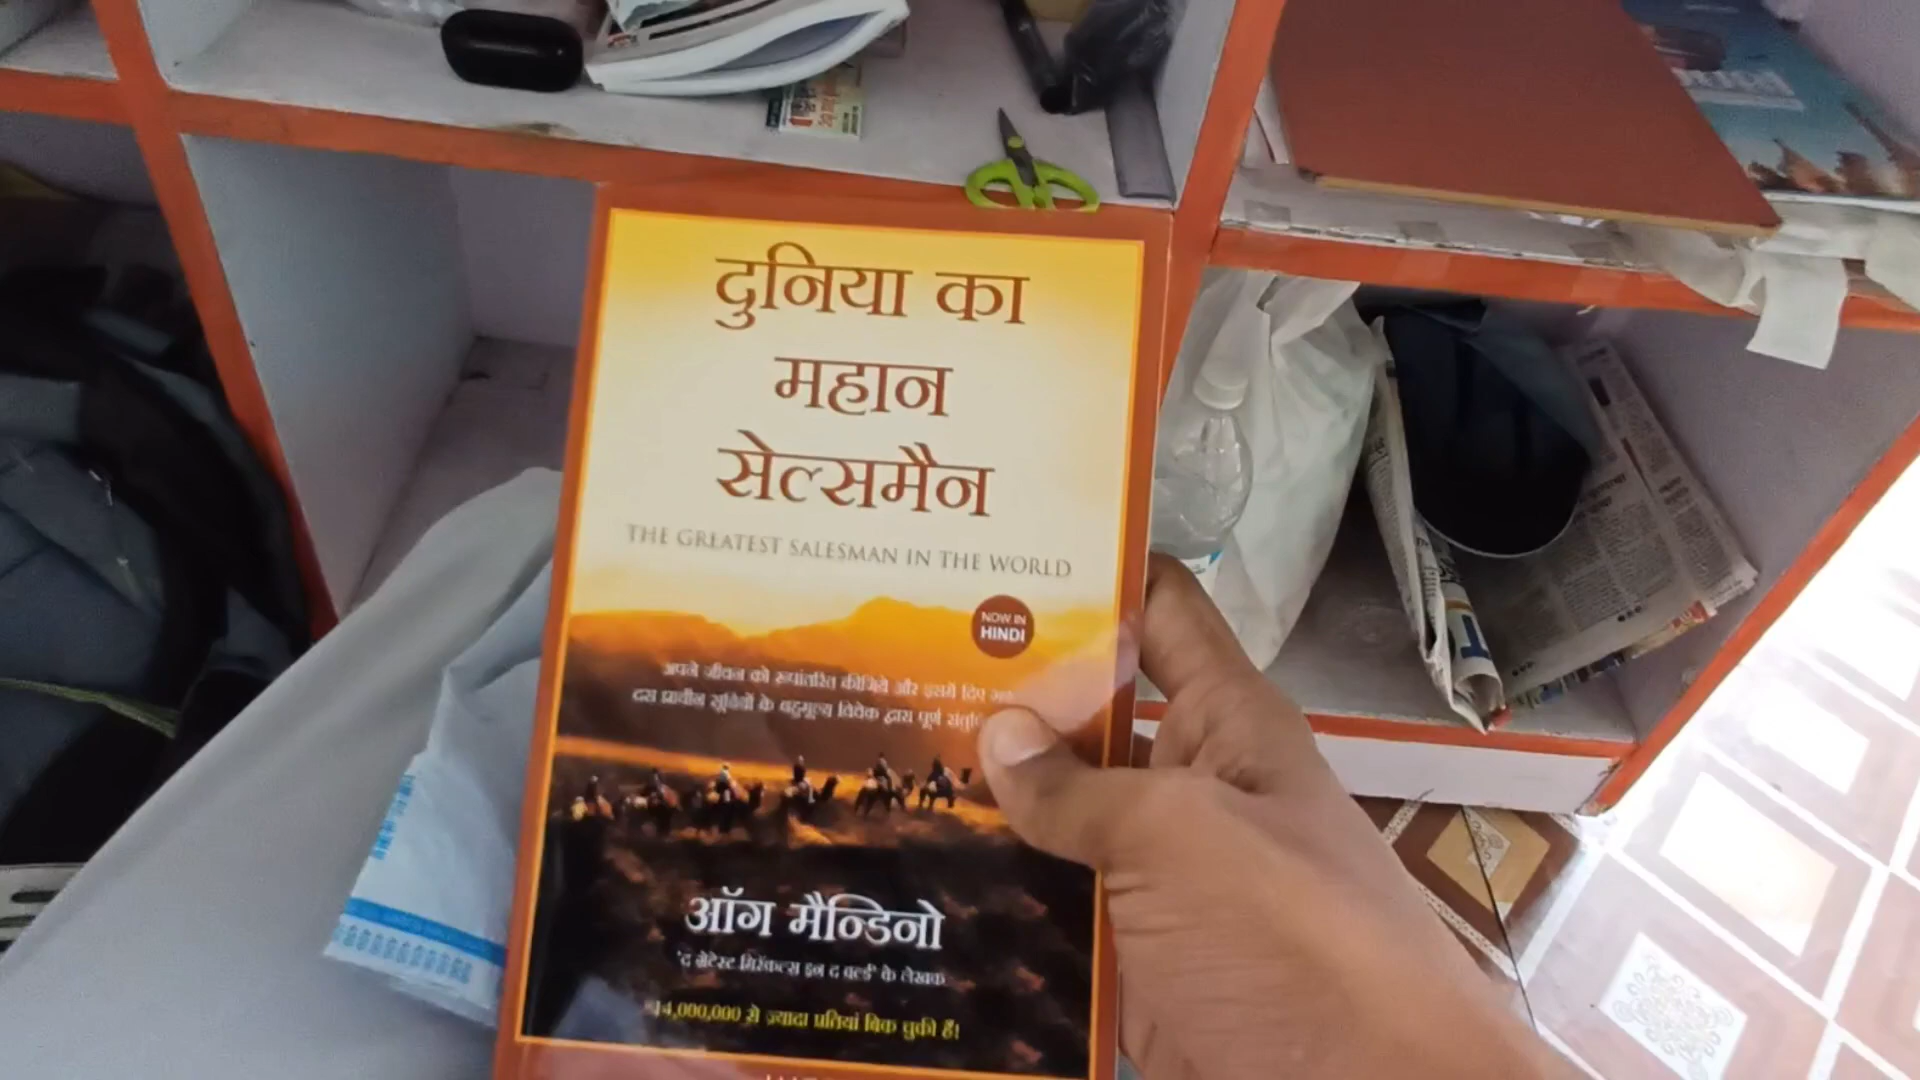 दुनिया का
महान
सेल्समैन
THE GREATEST SALESMAN IN THE WORLD
NOW IN
HINDI
अपने जीवन को रूपांतरित कीजिये और इसमें दिए
दस प्राचीन सूचियों के बहुमूल्य विवेक द्वारा पूर्ण
ऑग मैन्डिनो
'द ग्रेटेस्ट मिरॅकल्स इन द वर्ल्ड' के लेखक
14,000,000 से ज़्यादा प्रतियां बिक चुकी हैं!